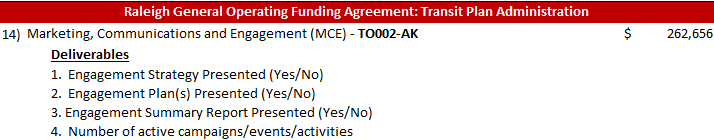 Raleigh General Operating Funding Agreement: Transit Plan Administration
14) Marketing, Communications and Engagement (MCE) - TO002-AK $ 262,656
Deliverables
1. Engagement Strategy Presented (Yes/No)
2. Engagement Plan(s) Presented (Yes/No)
3. Engagement Summary Report Presented (Yes/No)
4. Number of active campaigns/events/activities